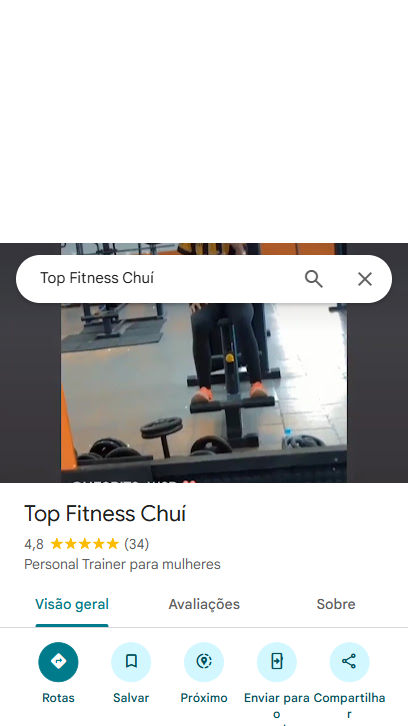 Top Fitness Chuí
Top Fitness Chuí
4,8 (34)
Personal Trainer para mulheres
Visão geral
Avaliações
Sobre
Rotas
Salvar
Próximo
Enviar para o
Compartilhar